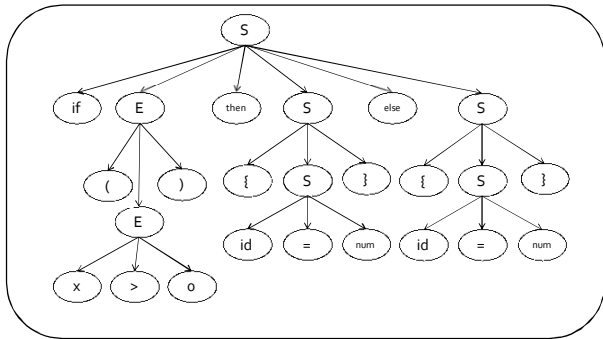 S
if E then S else S
( ) { S } { S }
E id = num id = num
x > o